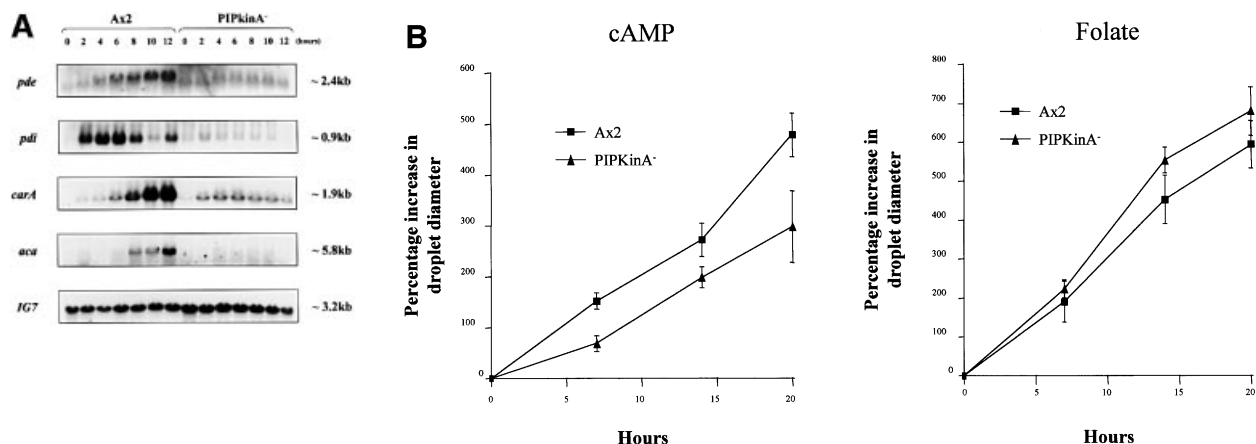 A
Ax2 PIPkinA-
0 2 4 6 8 10 12 0 2 4 6 8 10 12 (hours)
pde ~ 2.4kb
pdi ~ 0.9kb
carA ~ 1.9kb
aca ~ 5.8kb
IG7 ~ 3.2kb
B
cAMP
Percentage increase in
droplet diameter
600
500
400
300
200
100
0
Ax2
PIPKinA-
0 5 10 15 20
Hours
Folate
Percentage increase in
droplet diameter
800
700
600
500
400
300
200
100
0
Ax2
PIPKinA-
0 5 10 15 20
Hours